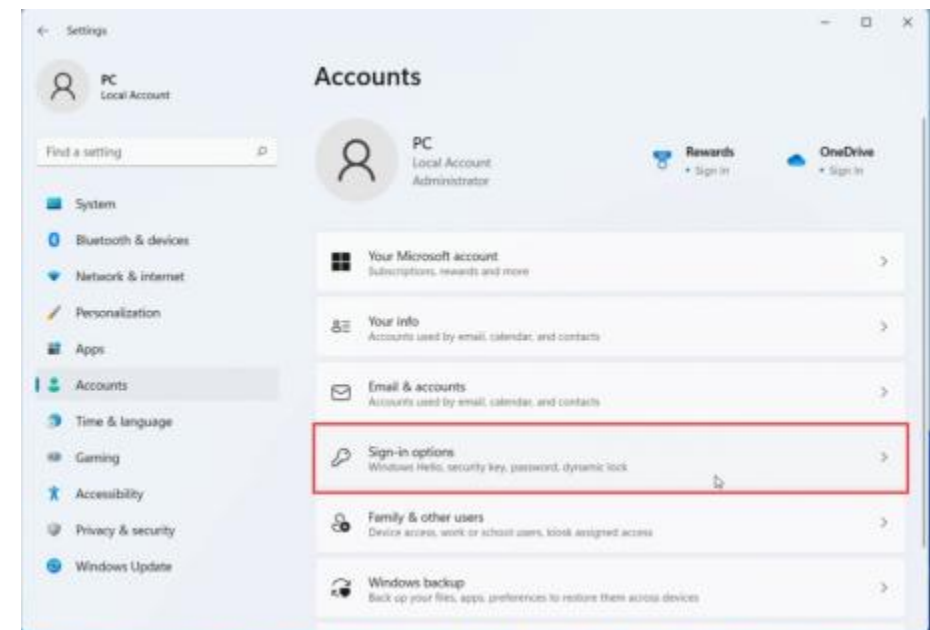 Settings
PC
Local Account
Find a setting
System
Bluetooth & devices
Network & internet
Personalization
Apps
Accounts
Time & language
Gaming
Accessibility
Privacy & security
Windows Update
Accounts
PC
Local Account
Administrator
Rewards
• Sign in
OneDrive
• Sign in
Your Microsoft account
Subscriptions, rewards and more
Your info
Accounts used by email, calendar, and contacts
Email & accounts
Accounts used by email, calendar, and contacts
Sign-in options
Windows Hello, security key, password, dynamic lock
Family & other users
Device access, work or school users, kiosk assigned access
Windows backup
Back up your files, apps, preferences to restore them across devices